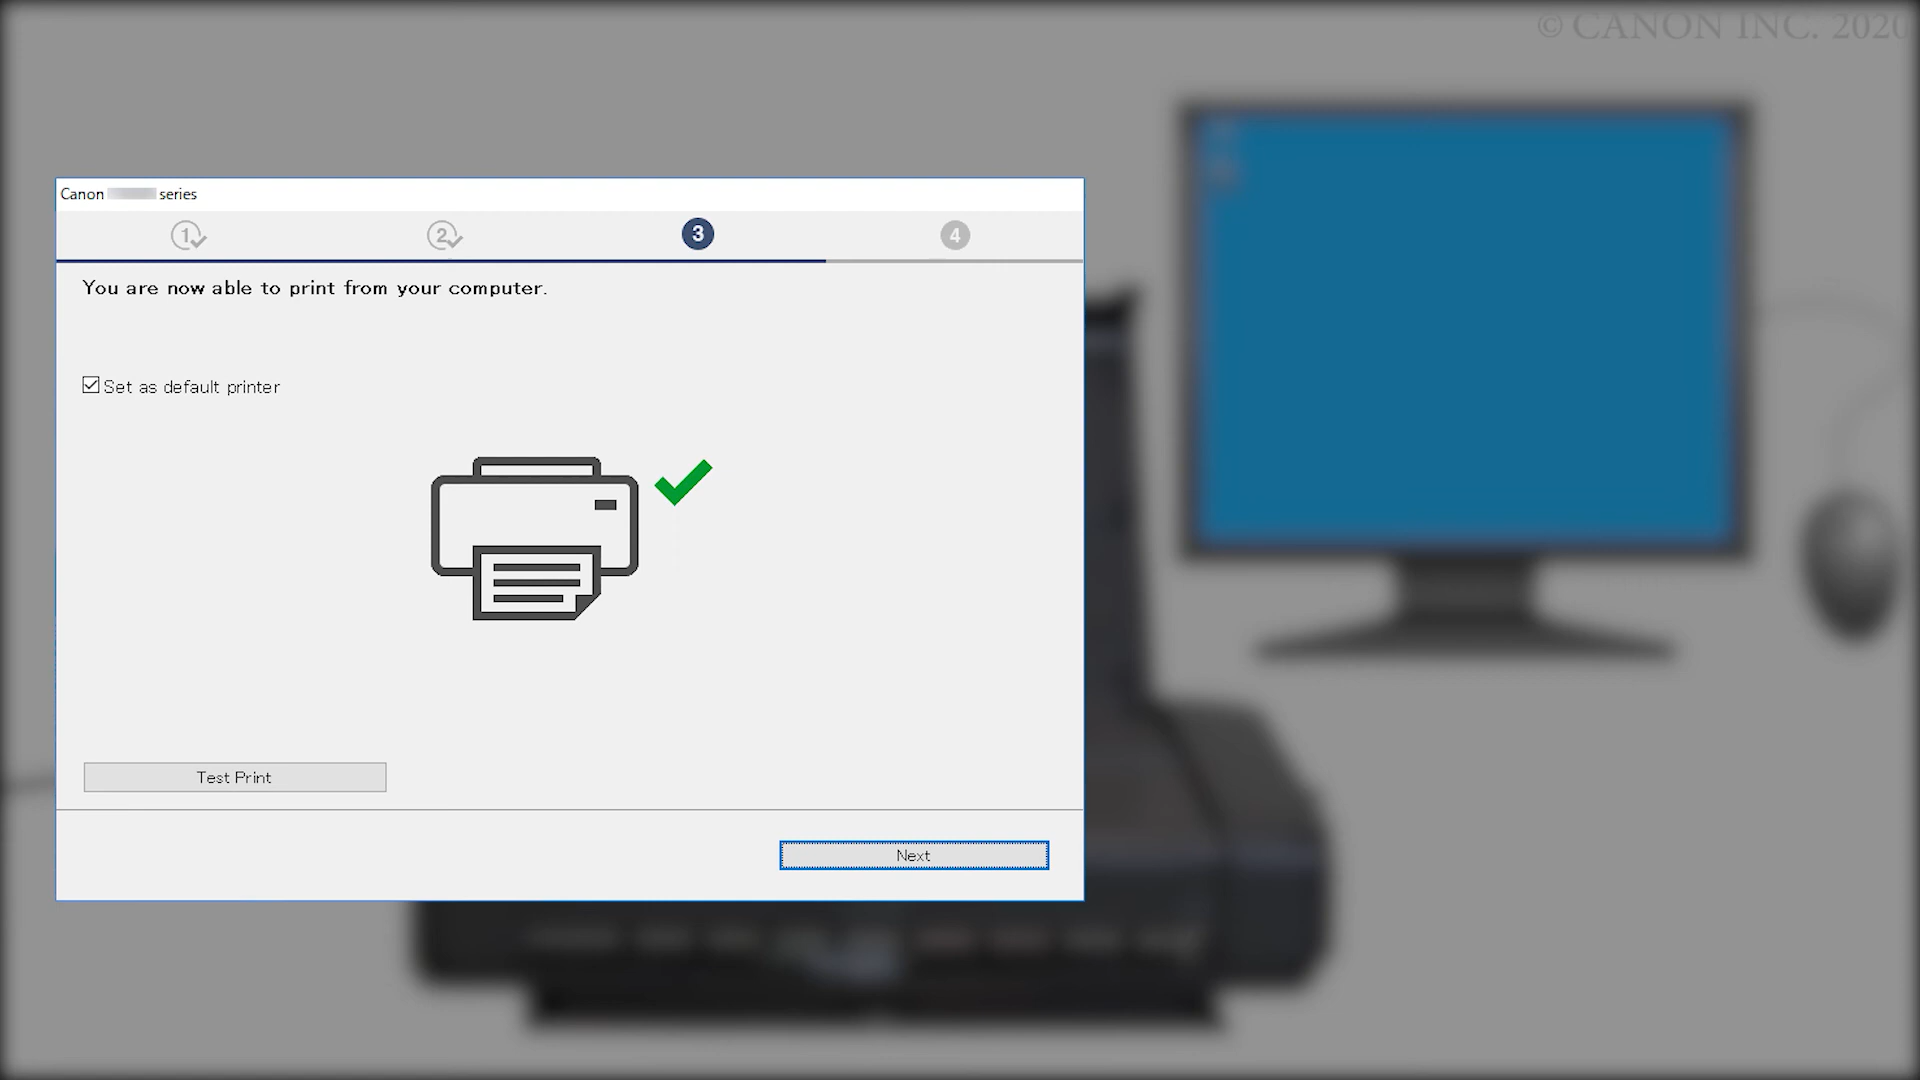 © CANON INC. 2020
Canon series
1 2 3 4
You are now able to print from your computer.
Set as default printer
Test Print
Next